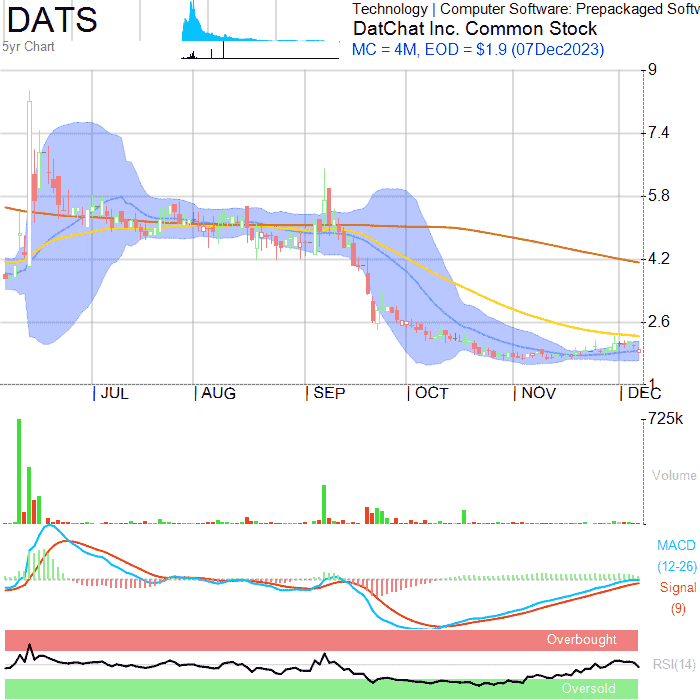 DATS
5yr Chart
Technology | Computer Software: Prepackaged Softw
DatChat Inc. Common Stock
MC = 4M, EOD = $1.9 (07Dec2023)
9
7.4
5.8
4.2
2.6
1
JUL
AUG
SEP
OCT
NOV
DEC
725k
Volume
MACD
(12-26)
Signal
(9)
Overbought
RSI(14)
Oversold